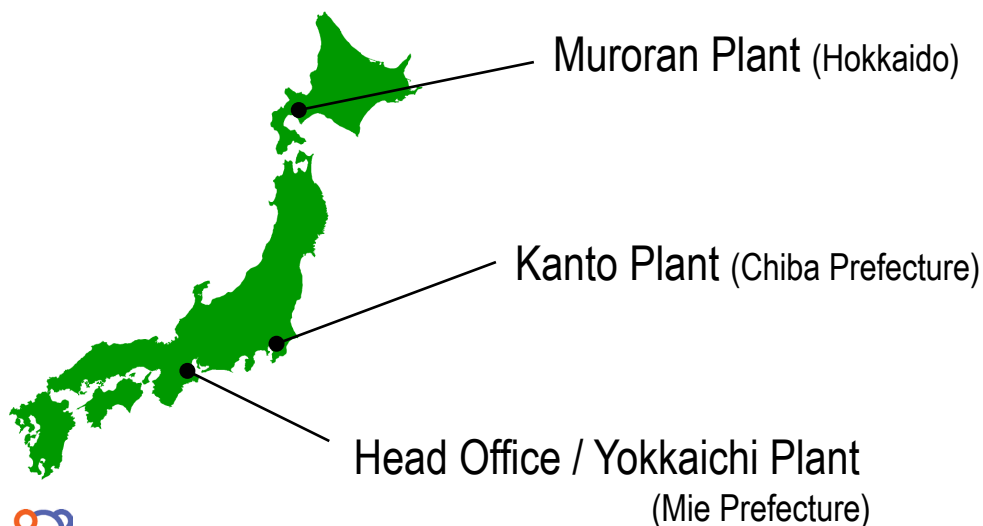 Muroran Plant (Hokkaido)
Kanto Plant (Chiba Prefecture)
Head Office / Yokkaichi Plant
(Mie Prefecture)